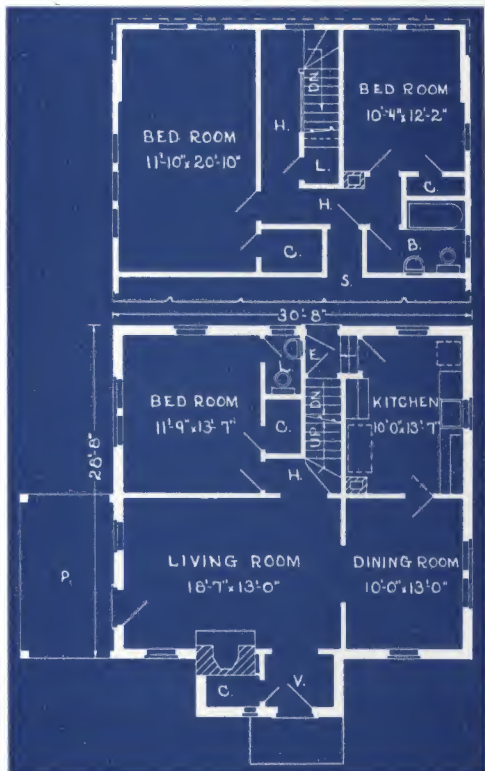 BED ROOM
11'-10" x 20'-10"
H.
DN
L.
BED ROOM
10'-4" x 12'-2"
C.
H.
B.
C.
S.
30'-8"
28'-8"
BED ROOM
11'-9" x 13'-7"
C.
E.
UP
DN
KITCHEN
10'0" x 13'-7"
H.
P.
LIVING ROOM
18'-7" x 13'-0"
DINING ROOM
10'-0" x 13'-0"
C.
V.